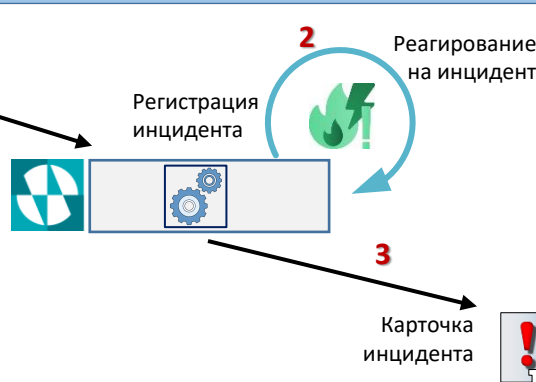 2
Реагирование
на инцидент
Регистрация
инцидента
3
Карточка
инцидента